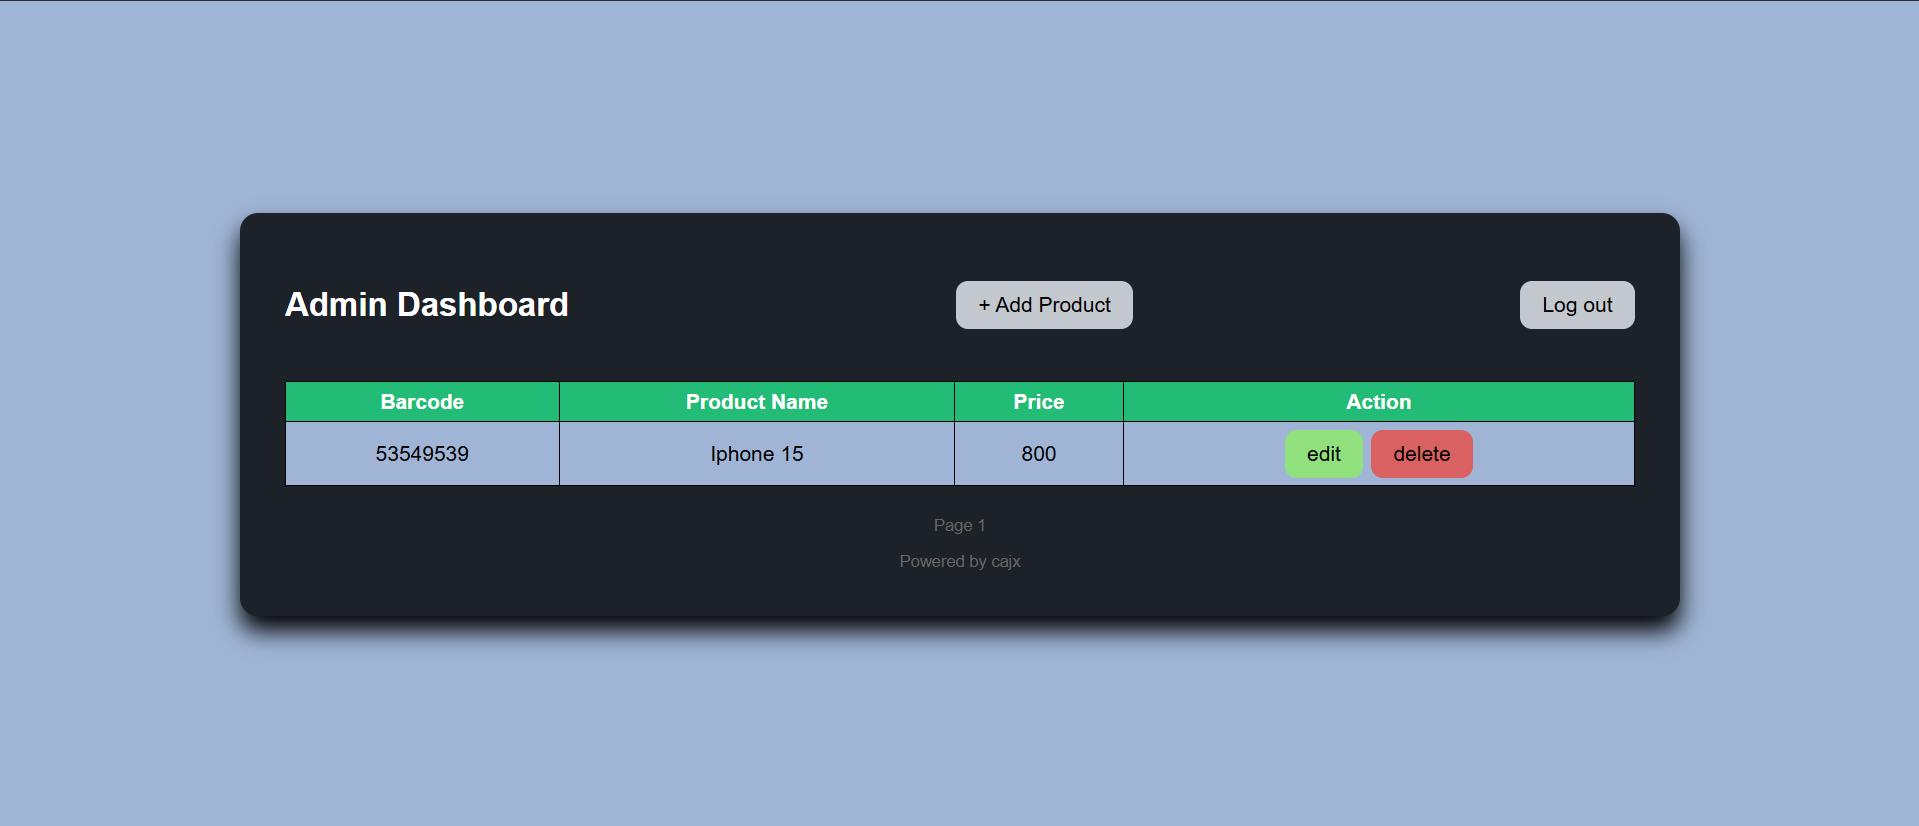 Admin Dashboard + Add Product Log out
Barcode Product Name Price Action
53549539 Iphone 15 800 edit delete
Page 1
Powered by cajx